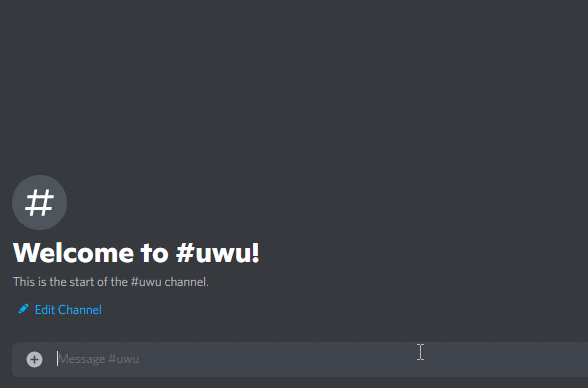 #
Welcome to #uwu!
This is the start of the #uwu channel.
Edit Channel
Message #uwu